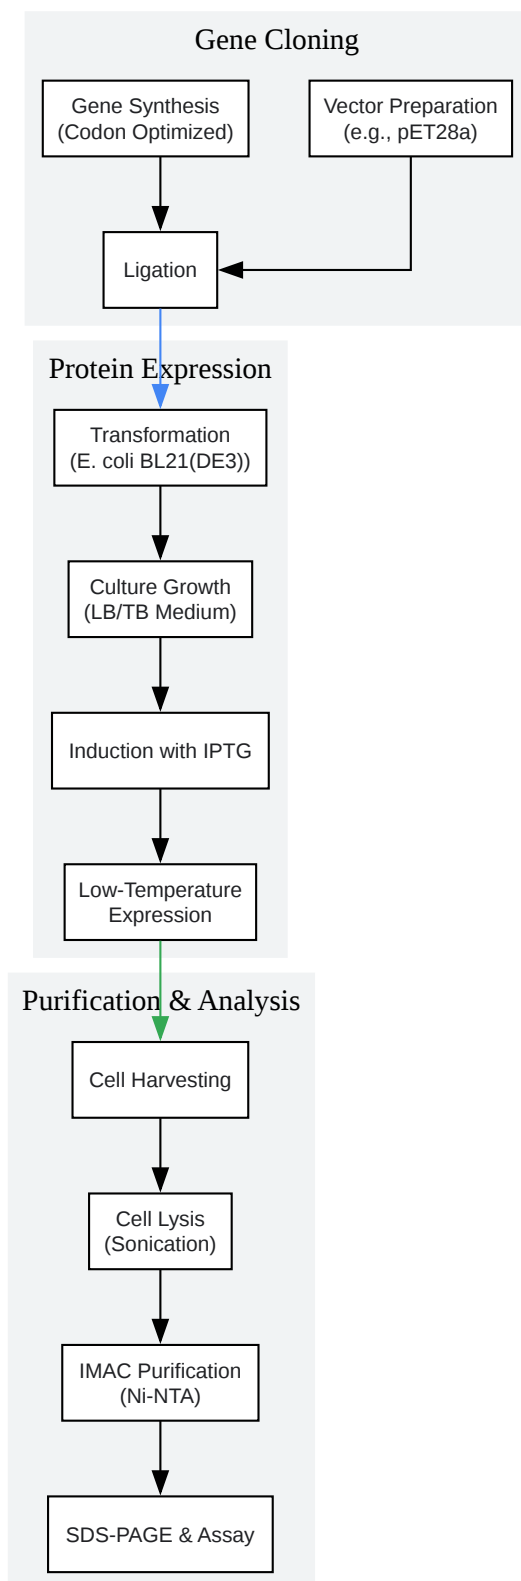 Gene Cloning
Gene Synthesis
(Codon Optimized)
Vector Preparation
(e.g., pET28a)
Ligation
Protein Expression
Transformation
(E. coli BL21(DE3))
Culture Growth
(LB/TB Medium)
Induction with IPTG
Low-Temperature
Expression
Purification & Analysis
Cell Harvesting
Cell Lysis
(Sonication)
IMAC Purification
(Ni-NTA)
SDS-PAGE & Assay